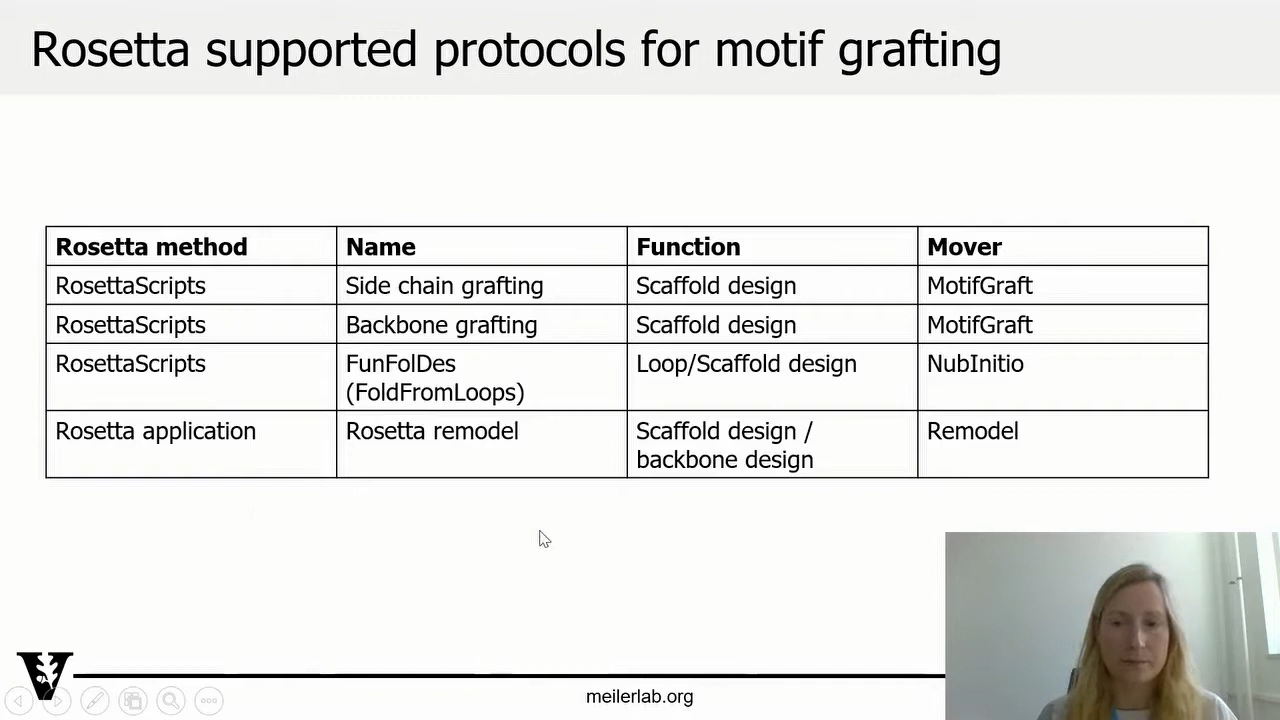 Rosetta supported protocols for motif grafting
Rosetta method Name Function Mover
RosettaScripts Side chain grafting Scaffold design MotifGraft
RosettaScripts Backbone grafting Scaffold design MotifGraft
RosettaScripts FunFolDes Loop/Scaffold design NubInitio
(FoldFromLoops)
Rosetta application Rosetta remodel Scaffold design / Remodel
backbone design
V
meilerlab.org